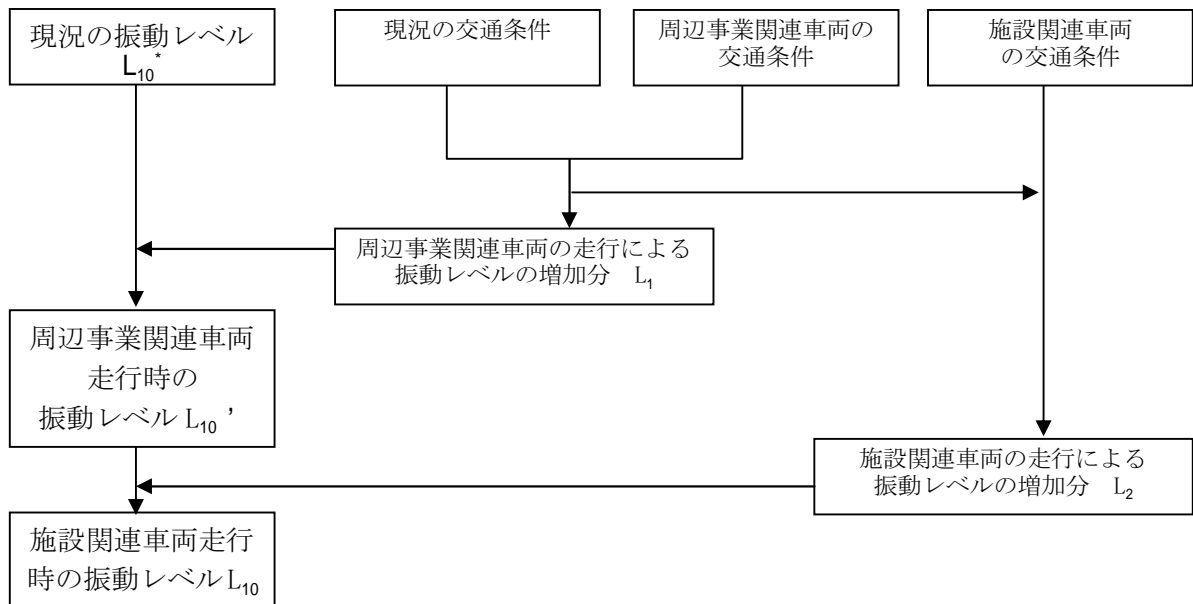 現況の振動レベル
L₁₀*
現況の交通条件
周辺事業関連車両の
交通条件
施設関連車両
の交通条件
周辺事業関連車両の走行による
振動レベルの増加分　L₁
周辺事業関連車両
走行時の
振動レベル L₁₀ ’
施設関連車両の走行による
振動レベルの増加分　L₂
施設関連車両走行
時の振動レベル L₁₀